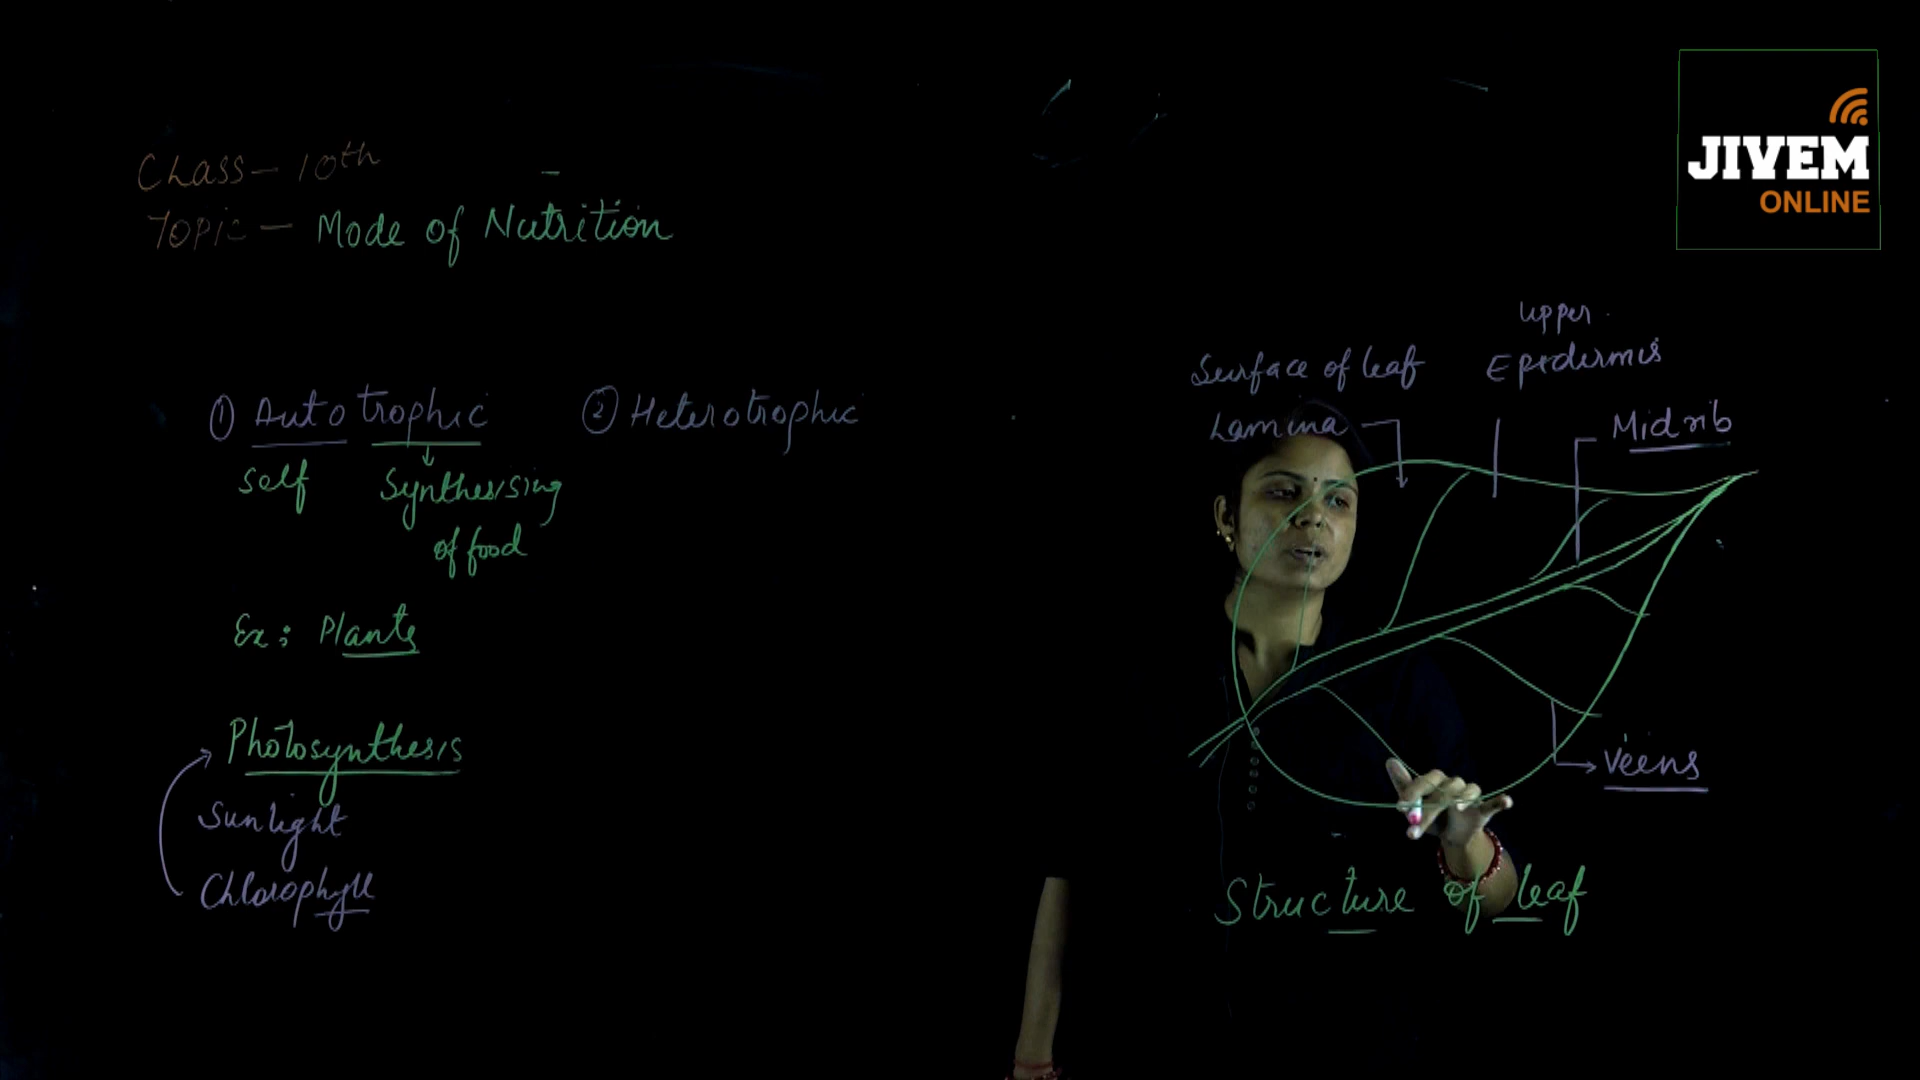 Class - 10th
Topic - Mode of Nutrition
① Autotrophic
② Heterotrophic
Self
Synthesising
of food
Ex: Plants
Photosynthesis
Sunlight
Chlorophyll
JIVEM
ONLINE
Surface of leaf
Lamina
Upper
Epidermis
Midrib
Veins
Structure of leaf